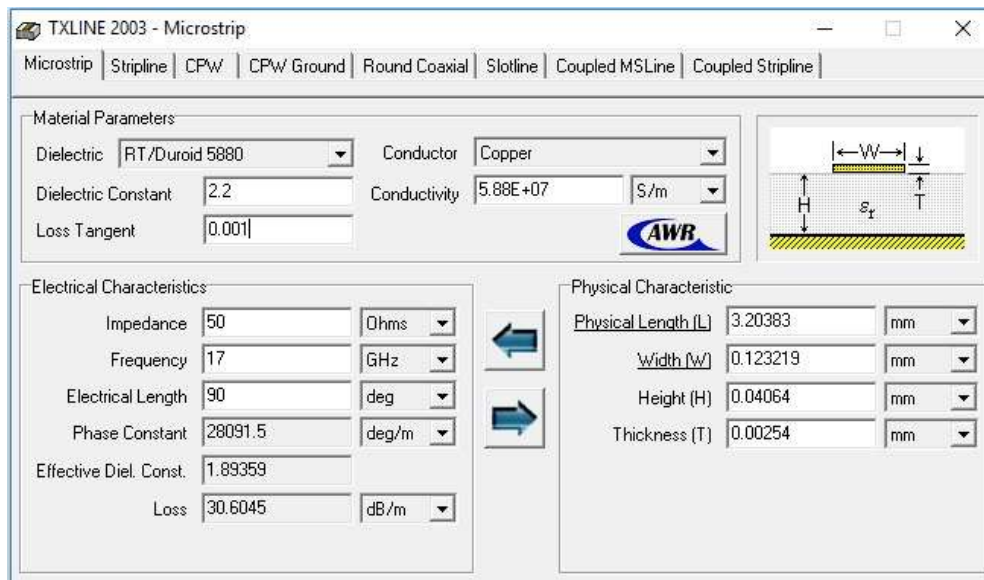 TXLINE 2003 - Microstrip
Microstrip Stripline CPW CPW Ground Round Coaxial Slotline Coupled MSLine Coupled Stripline
Material Parameters
Dielectric RT/Duroid 5880 Conductor Copper
Dielectric Constant 2.2 Conductivity 5.88E+07 S/m
Loss Tangent 0.001
AWR
W
T
H
εr
Electrical Characteristics
Impedance 50 Ohms
Frequency 17 GHz
Electrical Length 90 deg
Phase Constant 28091.5 deg/m
Effective Diel. Const. 1.89359
Loss 30.6045 dB/m
Physical Characteristic
Physical Length (L) 3.20383 mm
Width (W) 0.123219 mm
Height (H) 0.04064 mm
Thickness (T) 0.00254 mm